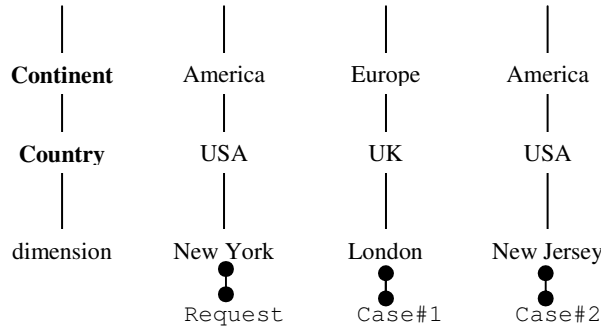 Continent America Europe America
Country USA UK USA
dimension New York London New Jersey
Request Case#1 Case#2